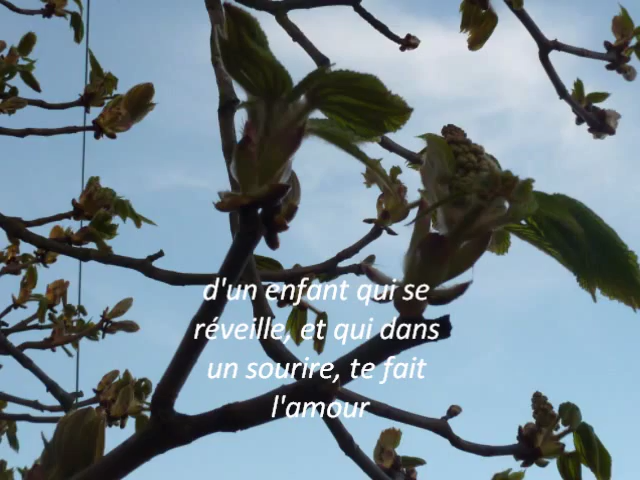 d'un enfant qui se
réveille, et qui dans
un sourire, te fait
l'amour